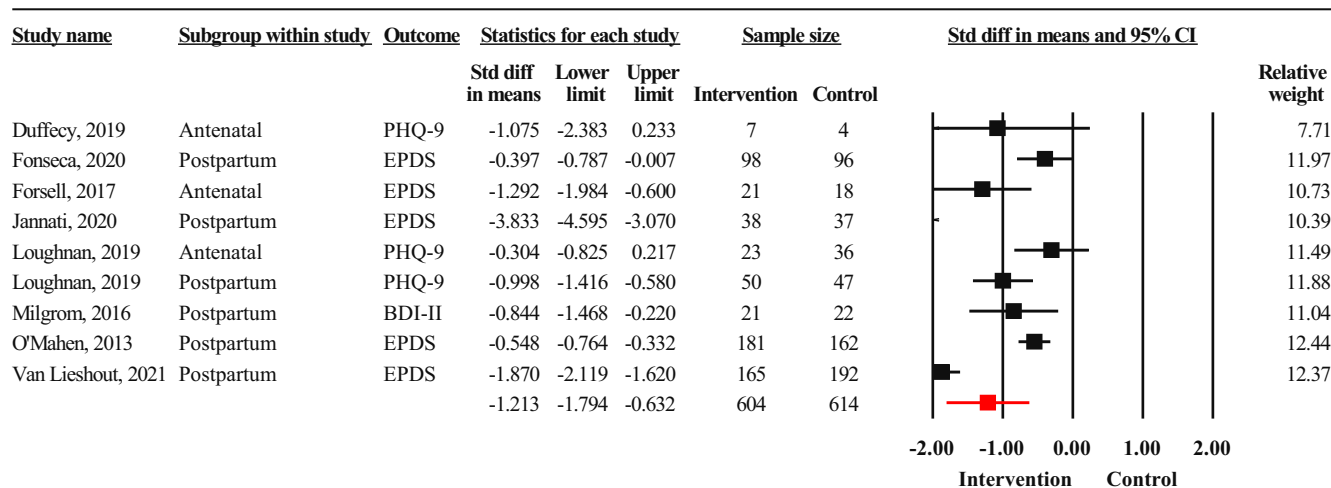 Study name Subgroup within study Outcome Statistics for each study Sample size Std diff in means and 95% CI
Std diff Lower Upper Relative
in means limit limit Intervention Control weight
Duffecy, 2019 Antenatal PHQ-9 -1.075 -2.383 0.233 7 4 7.71
Fonseca, 2020 Postpartum EPDS -0.397 -0.787 -0.007 98 96 11.97
Forsell, 2017 Antenatal EPDS -1.292 -1.984 -0.600 21 18 10.73
Jannati, 2020 Postpartum EPDS -3.833 -4.595 -3.070 38 37 10.39
Loughnan, 2019 Antenatal PHQ-9 -0.304 -0.825 0.217 23 36 11.49
Loughnan, 2019 Postpartum PHQ-9 -0.998 -1.416 -0.580 50 47 11.88
Milgrom, 2016 Postpartum BDI-II -0.844 -1.468 -0.220 21 22 11.04
O'Mahen, 2013 Postpartum EPDS -0.548 -0.764 -0.332 181 162 12.44
Van Lieshout, 2021 Postpartum EPDS -1.870 -2.119 -1.620 165 192 12.37
-1.213 -1.794 -0.632 604 614
-2.00 -1.00 0.00 1.00 2.00
Intervention Control